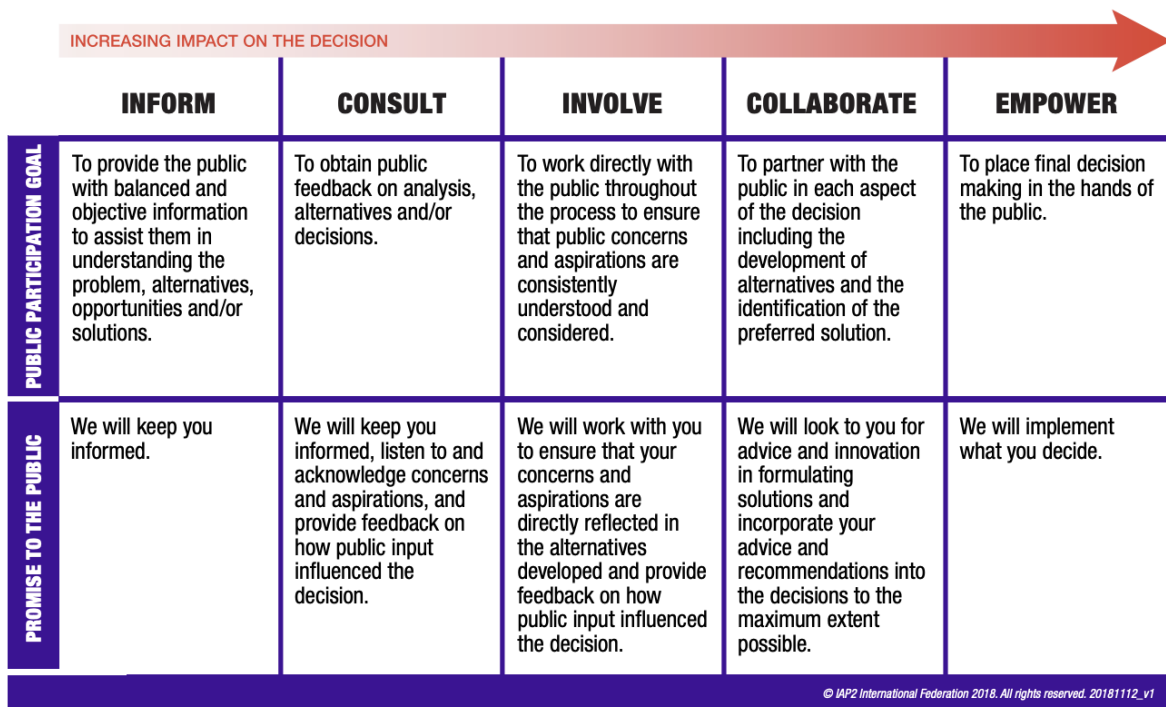 INCREASING IMPACT ON THE DECISION
INFORM
CONSULT
INVOLVE
COLLABORATE
EMPOWER
PUBLIC PARTICIPATION GOAL
To provide the public
with balanced and
objective information
to assist them in
understanding the
problem, alternatives,
opportunities and/or
solutions.
To obtain public
feedback on analysis,
alternatives and/or
decisions.
To work directly with
the public throughout
the process to ensure
that public concerns
and aspirations are
consistently
understood and
considered.
To partner with the
public in each aspect
of the decision
including the
development of
alternatives and the
identification of the
preferred solution.
To place final decision
making in the hands of
the public.
PROMISE TO THE PUBLIC
We will keep you
informed.
We will keep you
informed, listen to and
acknowledge concerns
and aspirations, and
provide feedback on
how public input
influenced the
decision.
We will work with you
to ensure that your
concerns and
aspirations are
directly reflected in
the alternatives
developed and provide
feedback on how
public input influenced
the decision.
We will look to you for
advice and innovation
in formulating
solutions and
incorporate your
advice and
recommendations into
the decisions to the
maximum extent
possible.
We will implement
what you decide.
© IAP2 International Federation 2018. All rights reserved. 20181112_v1